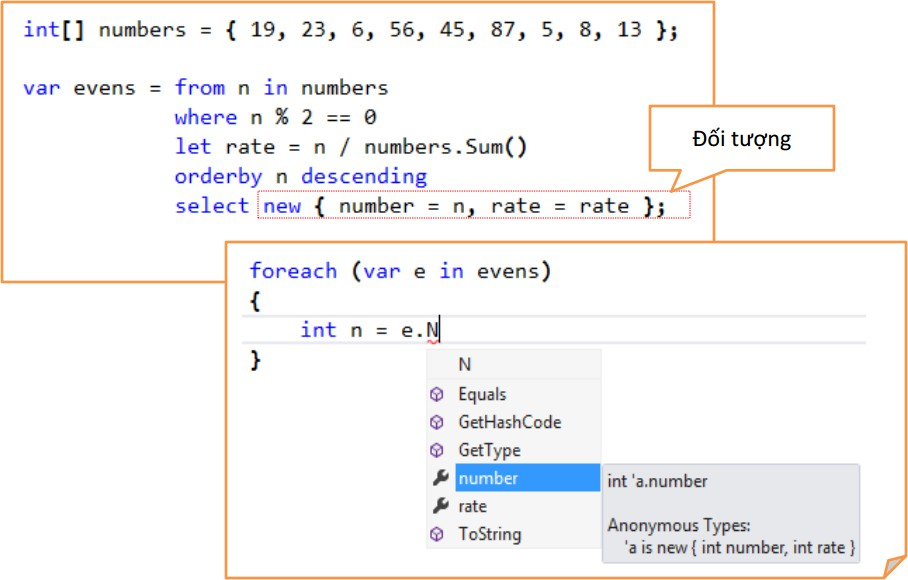 int[] numbers = { 19, 23, 6, 56, 45, 87, 5, 8, 13 };
var evens = from n in numbers
where n % 2 == 0
let rate = n / numbers.Sum()
orderby n descending
select new { number = n, rate = rate };
Đối tượng
foreach (var e in evens)
{
int n = e.N
}
N
Equals
GetHashCode
GetType
number
rate
ToString
int 'a.number
Anonymous Types:
'a is new { int number, int rate }